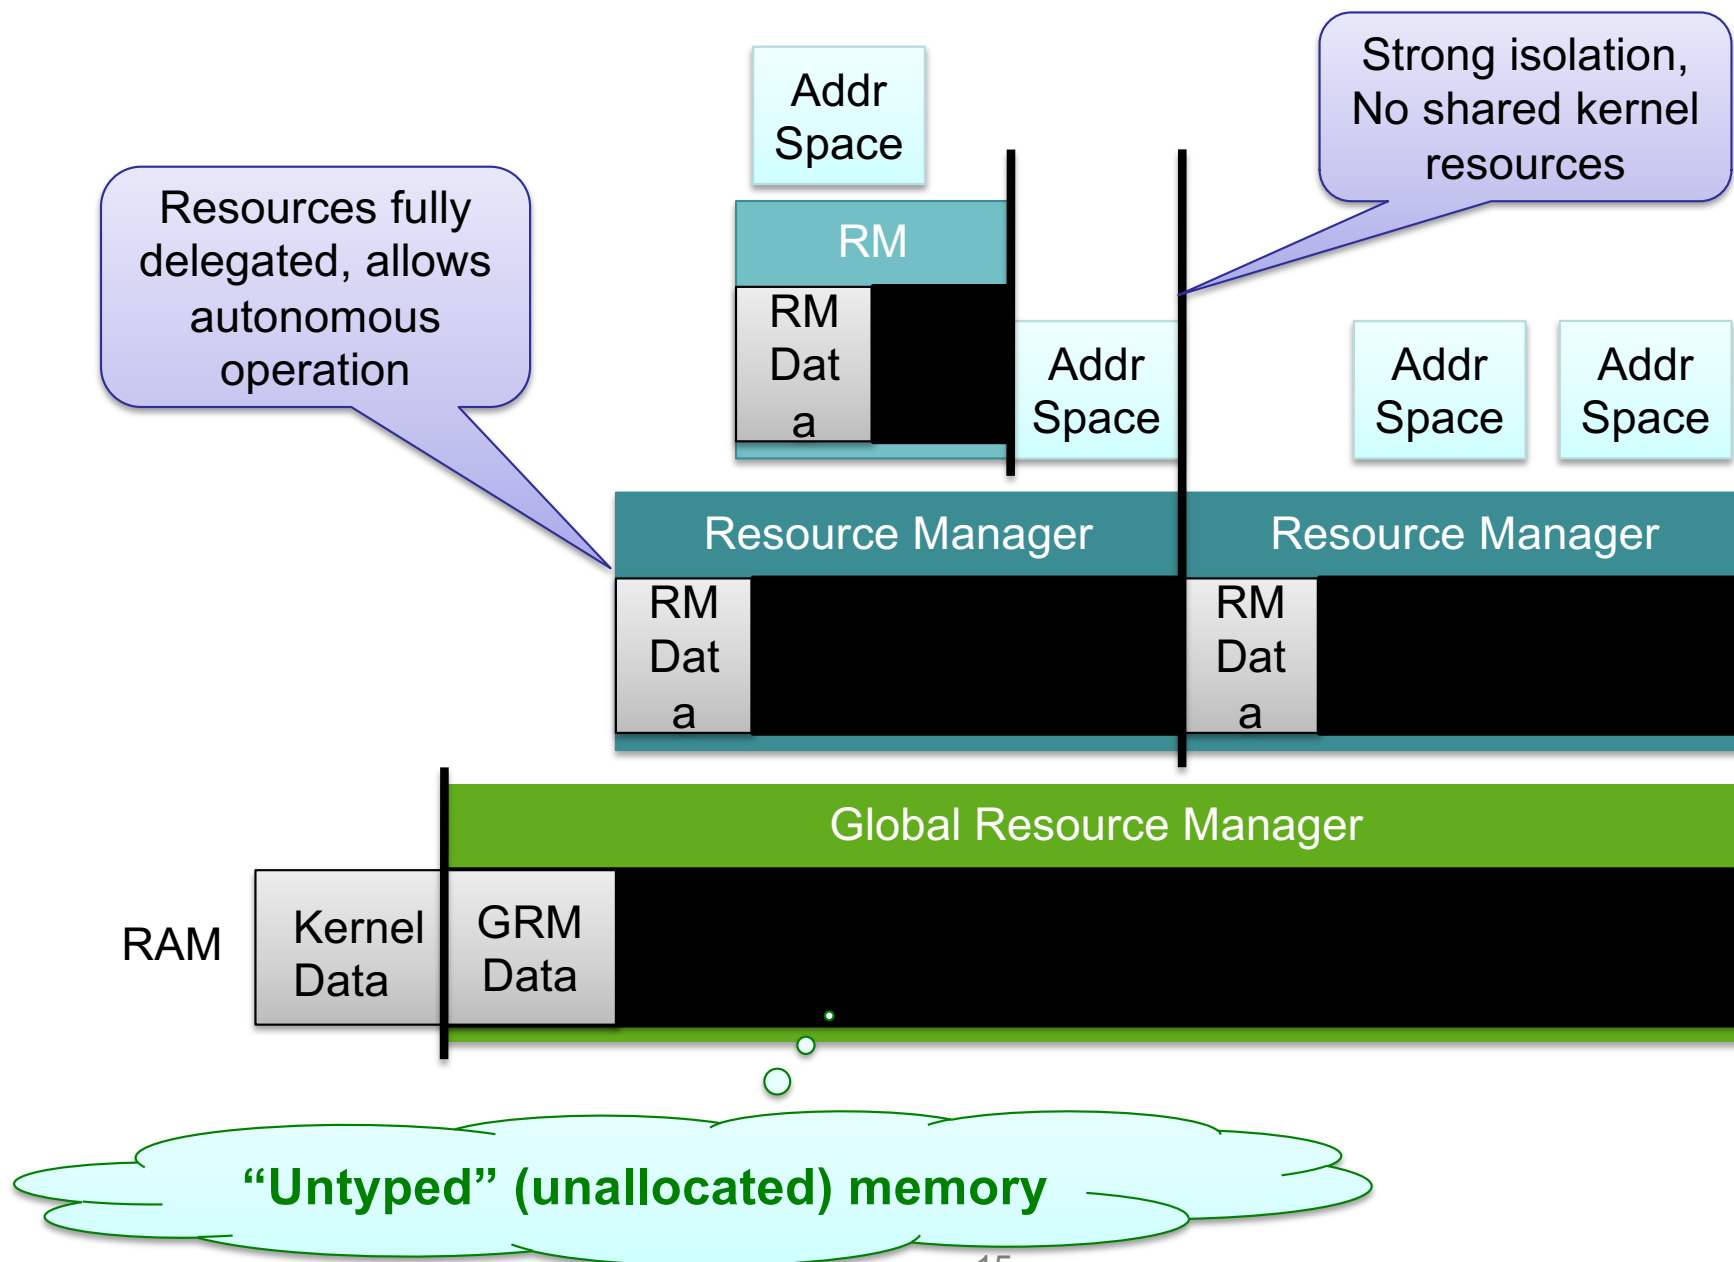 Addr
Space
Strong isolation,
No shared kernel
resources
Resources fully
delegated, allows
autonomous
operation
RM
RM
Dat
a
Addr
Space
Addr
Space
Addr
Space
Resource Manager
Resource Manager
RM
Dat
a
RM
Dat
a
Global Resource Manager
RAM
Kernel
Data
GRM
Data
“Untyped” (unallocated) memory
15